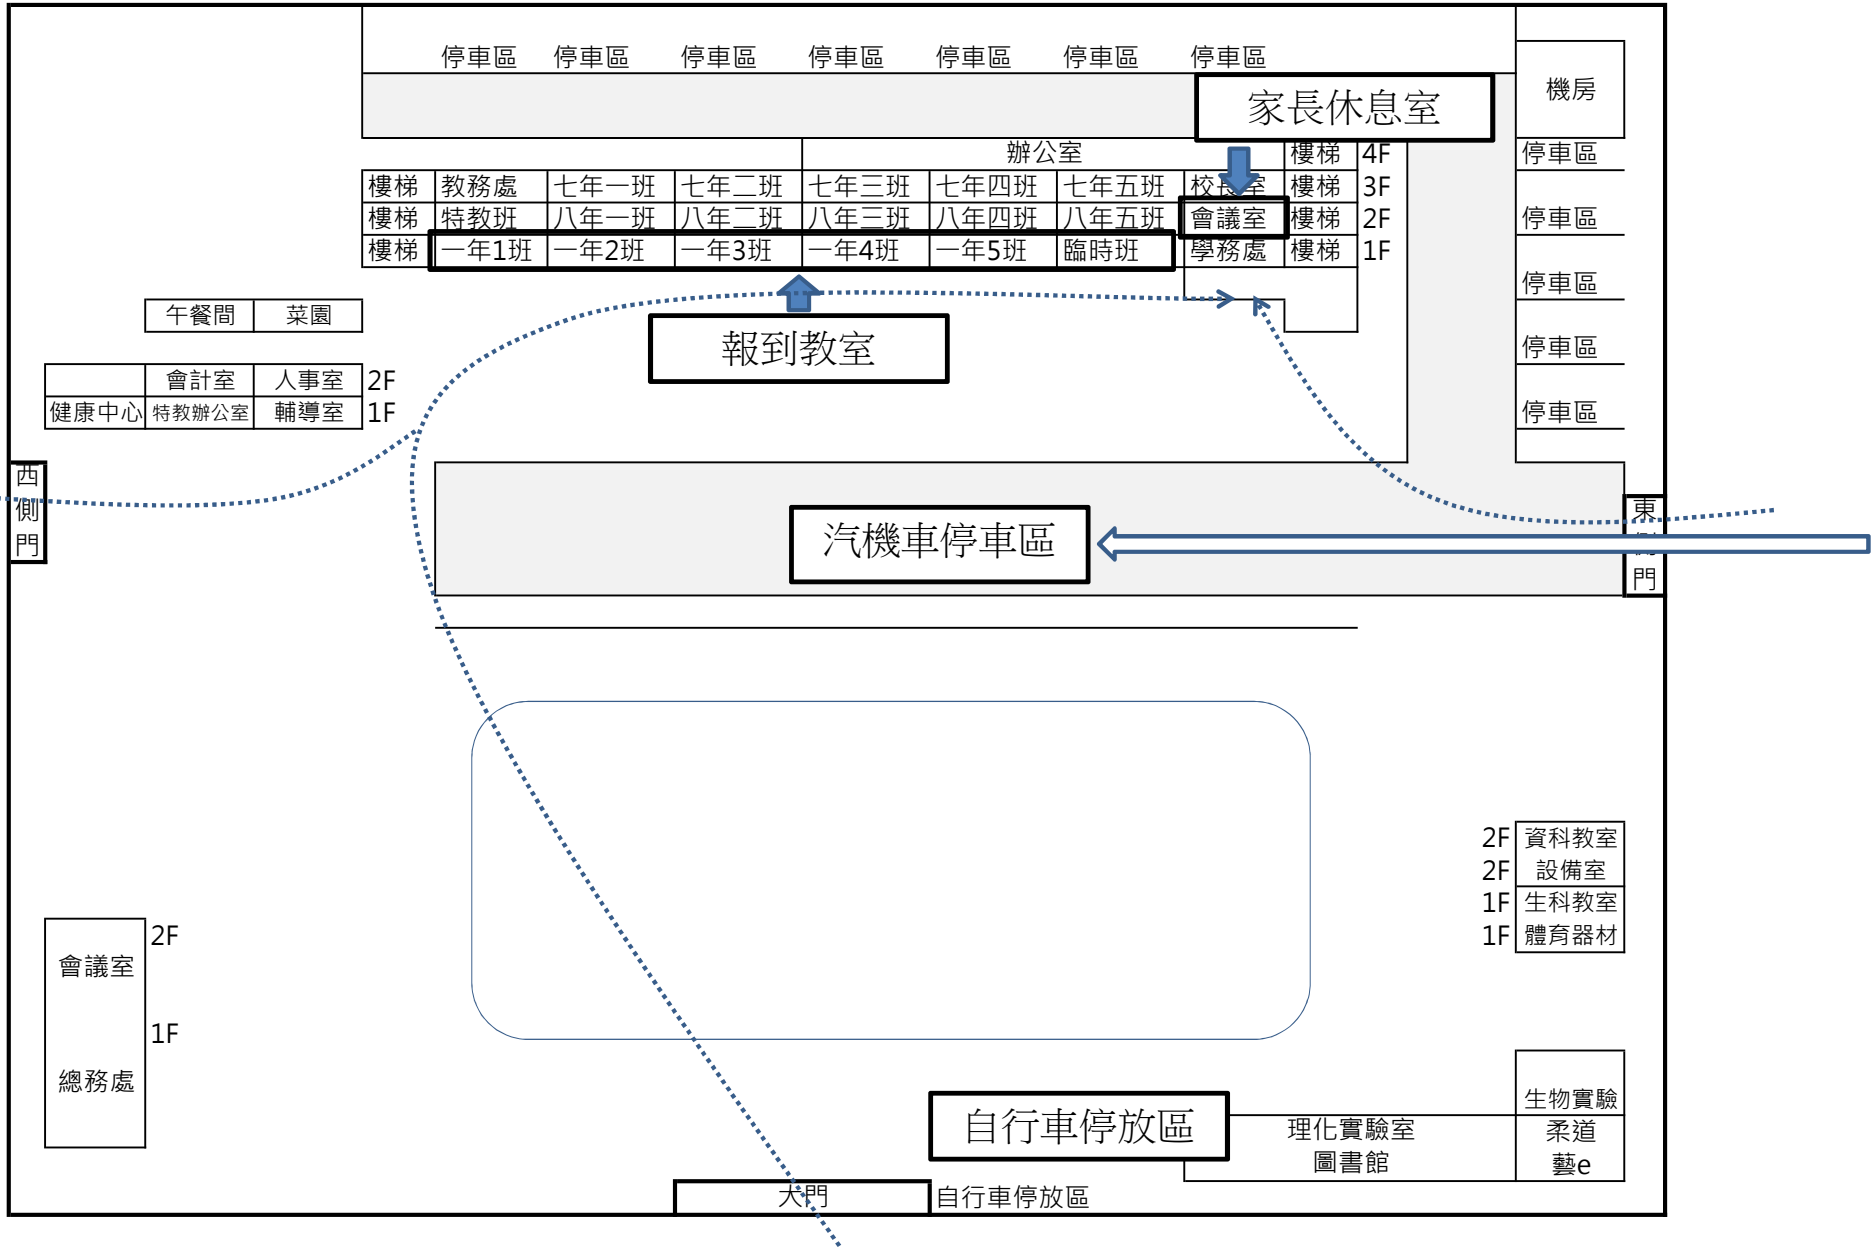 停車區 停車區 停車區 停車區 停車區 停車區 停車區
機房
家長休息室
辦公室 樓梯 4F 停車區
樓梯 教務處 七年一班 七年二班 七年三班 七年四班 七年五班 校長室 樓梯 3F
樓梯 特教班 八年一班 八年二班 八年三班 八年四班 八年五班 會議室 樓梯 2F 停車區
樓梯 一年1班 一年2班 一年3班 一年4班 一年5班 臨時班 學務處 樓梯 1F
停車區
午餐間 菜園
報到教室
停車區
會計室 人事室 2F
健康中心 特教辦公室 輔導室 1F
停車區
西側門
汽機車停車區
東側門
2F 資科教室
2F 設備室
1F 生科教室
1F 體育器材
2F
會議室
1F
總務處
生物實驗
自行車停放區
理化實驗室
圖書館
柔道
藝e
大門
自行車停放區